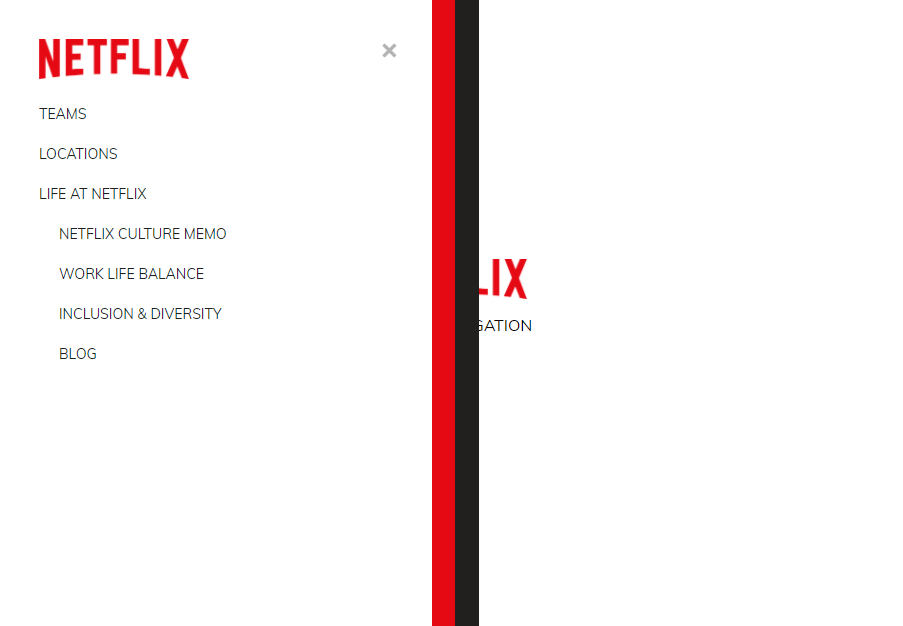 NETFLIX
TEAMS
LOCATIONS
LIFE AT NETFLIX
NETFLIX CULTURE MEMO
WORK LIFE BALANCE
INCLUSION & DIVERSITY
BLOG
LIX
GATION